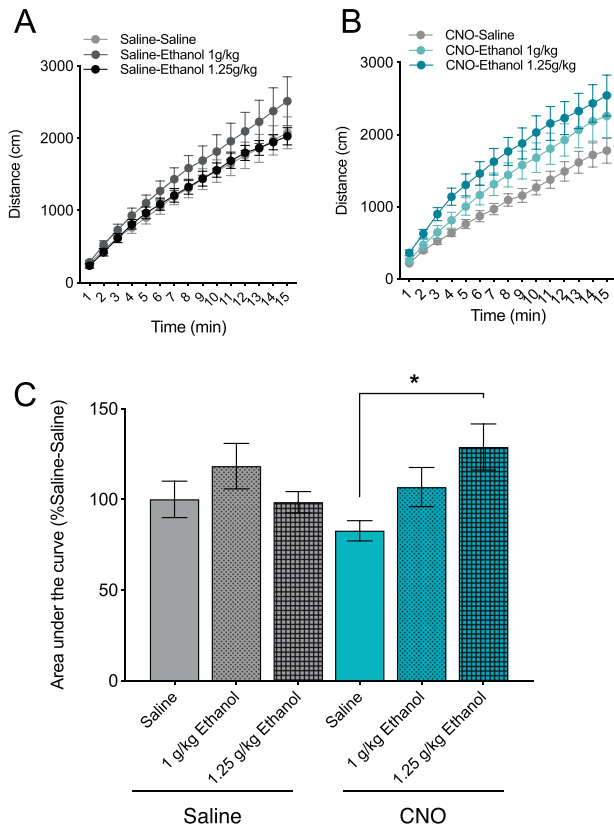 A
Saline-Saline
Saline-Ethanol 1g/kg
Saline-Ethanol 1.25g/kg
3000
2000
1000
0
Distance (cm)
1 2 3 4 5 6 7 8 9 10 11 12 13 14 15
Time (min)
B
CNO-Saline
CNO-Ethanol 1g/kg
CNO-Ethanol 1.25g/kg
3000
2000
1000
0
Distance (cm)
1 2 3 4 5 6 7 8 9 10 11 12 13 14 15
Time (min)
C
*
150
100
50
0
Area under the curve (%Saline-Saline)
Saline
1 g/kg Ethanol
1.25 g/kg Ethanol
Saline
1 g/kg Ethanol
1.25 g/kg Ethanol
Saline
CNO